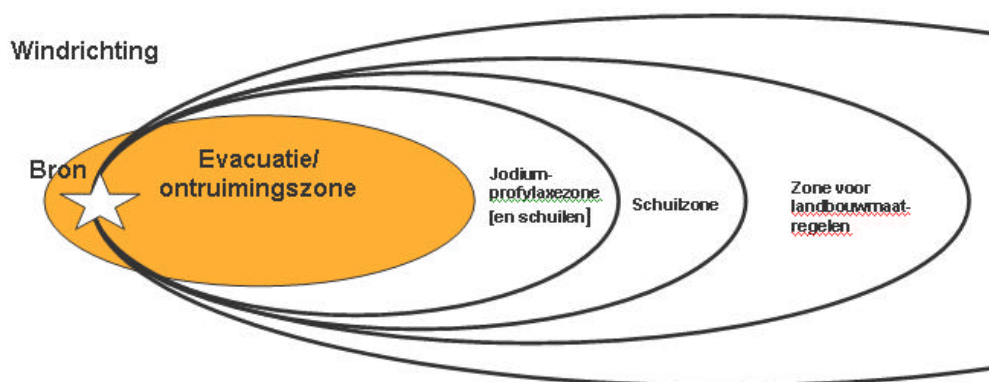 Windrichting
Bron
Evacuatie/
ontruimingszone
Jodium-
profylaxezone
[en schuilen]
Schuilzone
Zone voor
landbouwmaat-
regelen